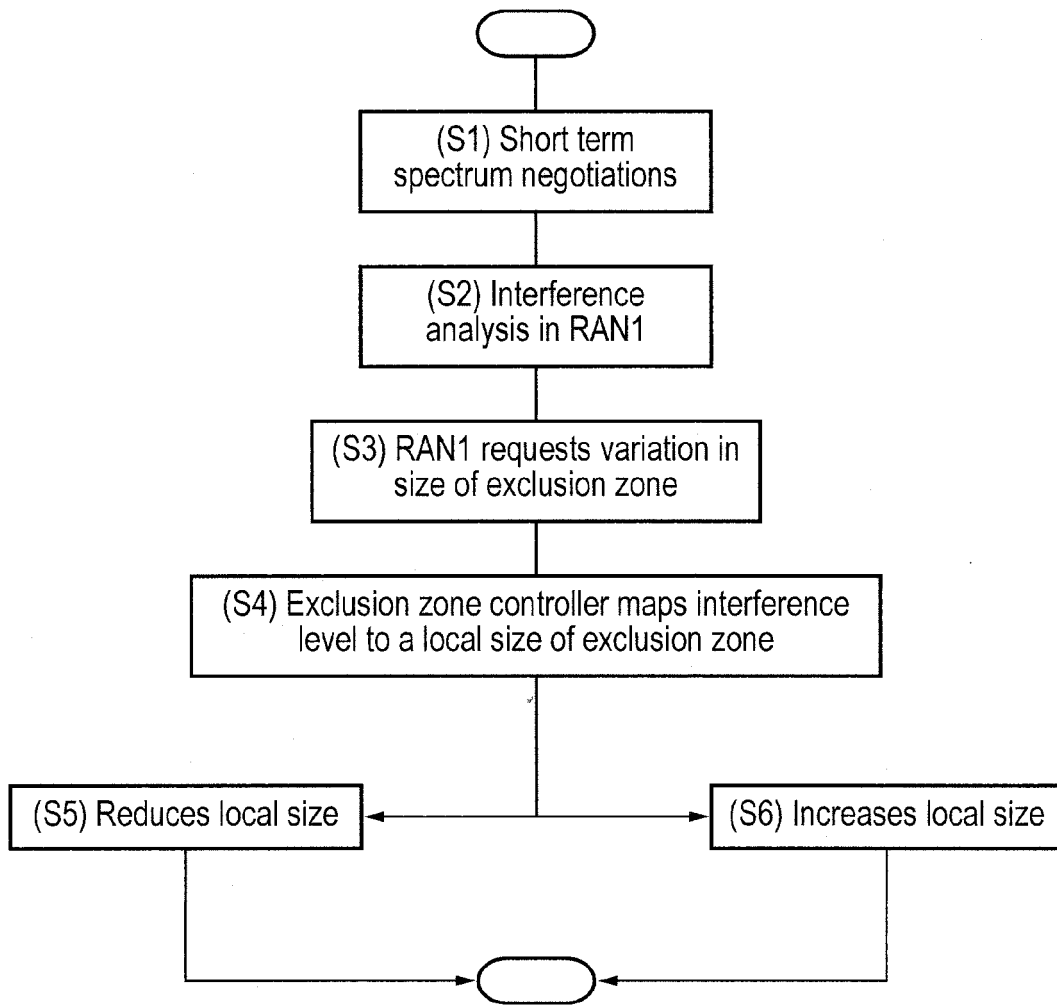 (S1) Short term
spectrum negotiations
(S2) Interference
analysis in RAN1
(S3) RAN1 requests variation in
size of exclusion zone
(S4) Exclusion zone controller maps interference
level to a local size of exclusion zone
(S5) Reduces local size
(S6) Increases local size